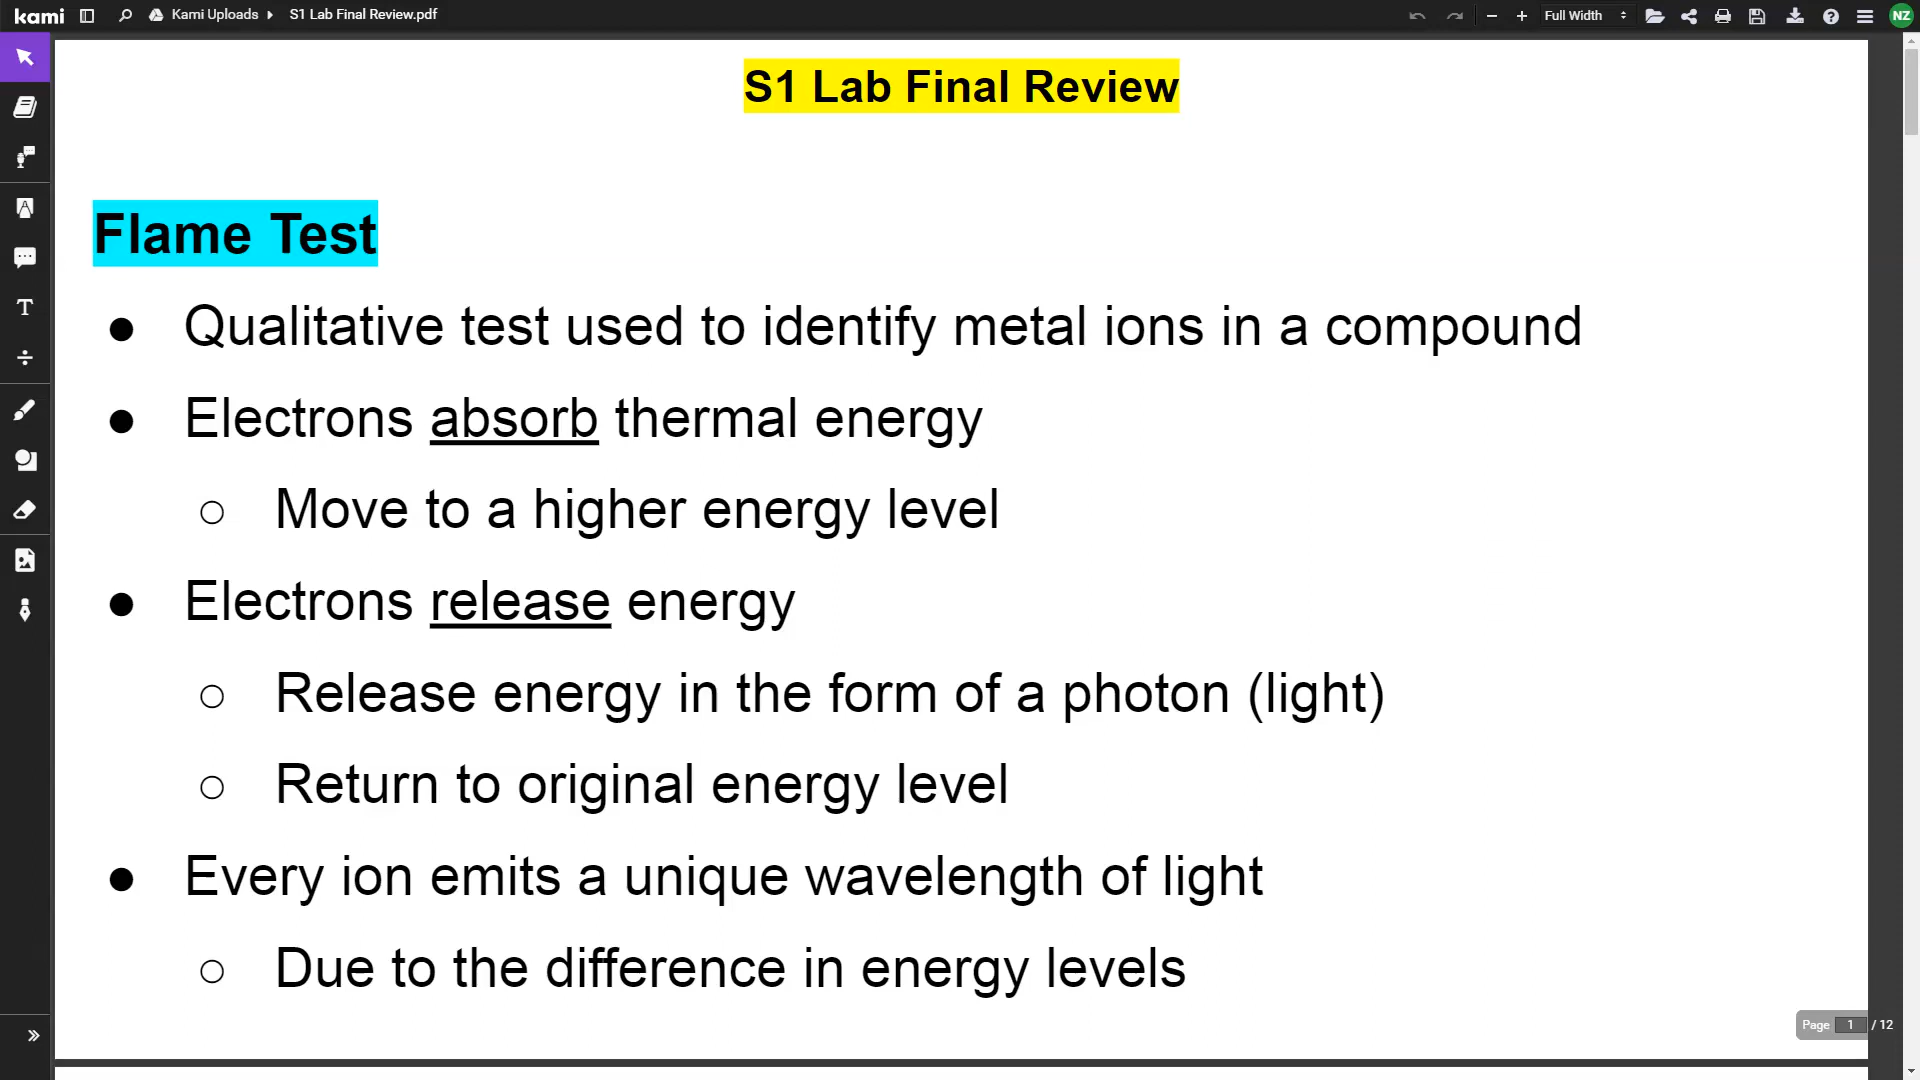 kami Kami Uploads S1 Lab Final Review.pdf Full Width NZ
S1 Lab Final Review
Flame Test
● Qualitative test used to identify metal ions in a compound
● Electrons absorb thermal energy
○ Move to a higher energy level
● Electrons release energy
○ Release energy in the form of a photon (light)
○ Return to original energy level
● Every ion emits a unique wavelength of light
○ Due to the difference in energy levels
Page 1 / 12